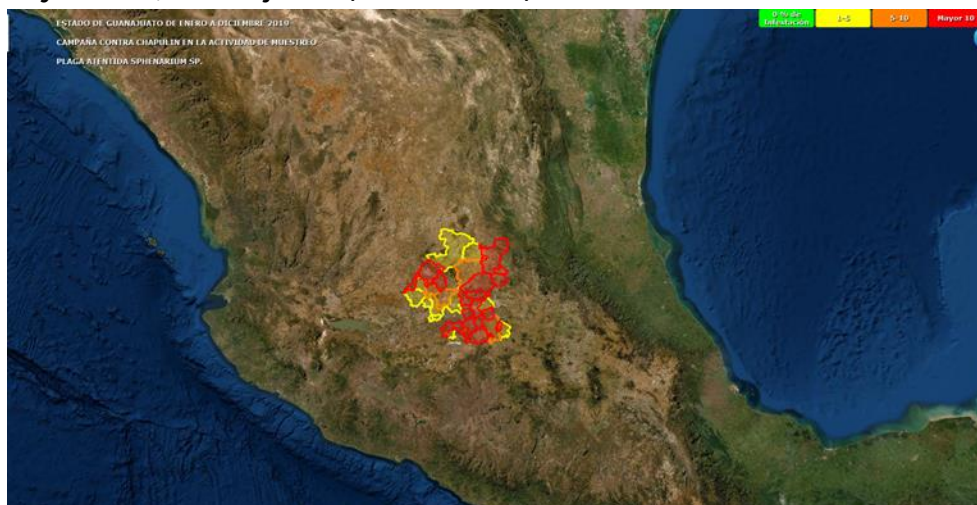 ESTADO DE GUANAJUATO DE ENERO A DICIEMBRE 2019
CAMPAÑA CONTRA CHAPULIN EN LA ACTIVIDAD DE MUESTREO
PLAGA ATENTIDA SPHENARIUM SP.
0 % de
Infestación
1-5
5-10
Mayor 10